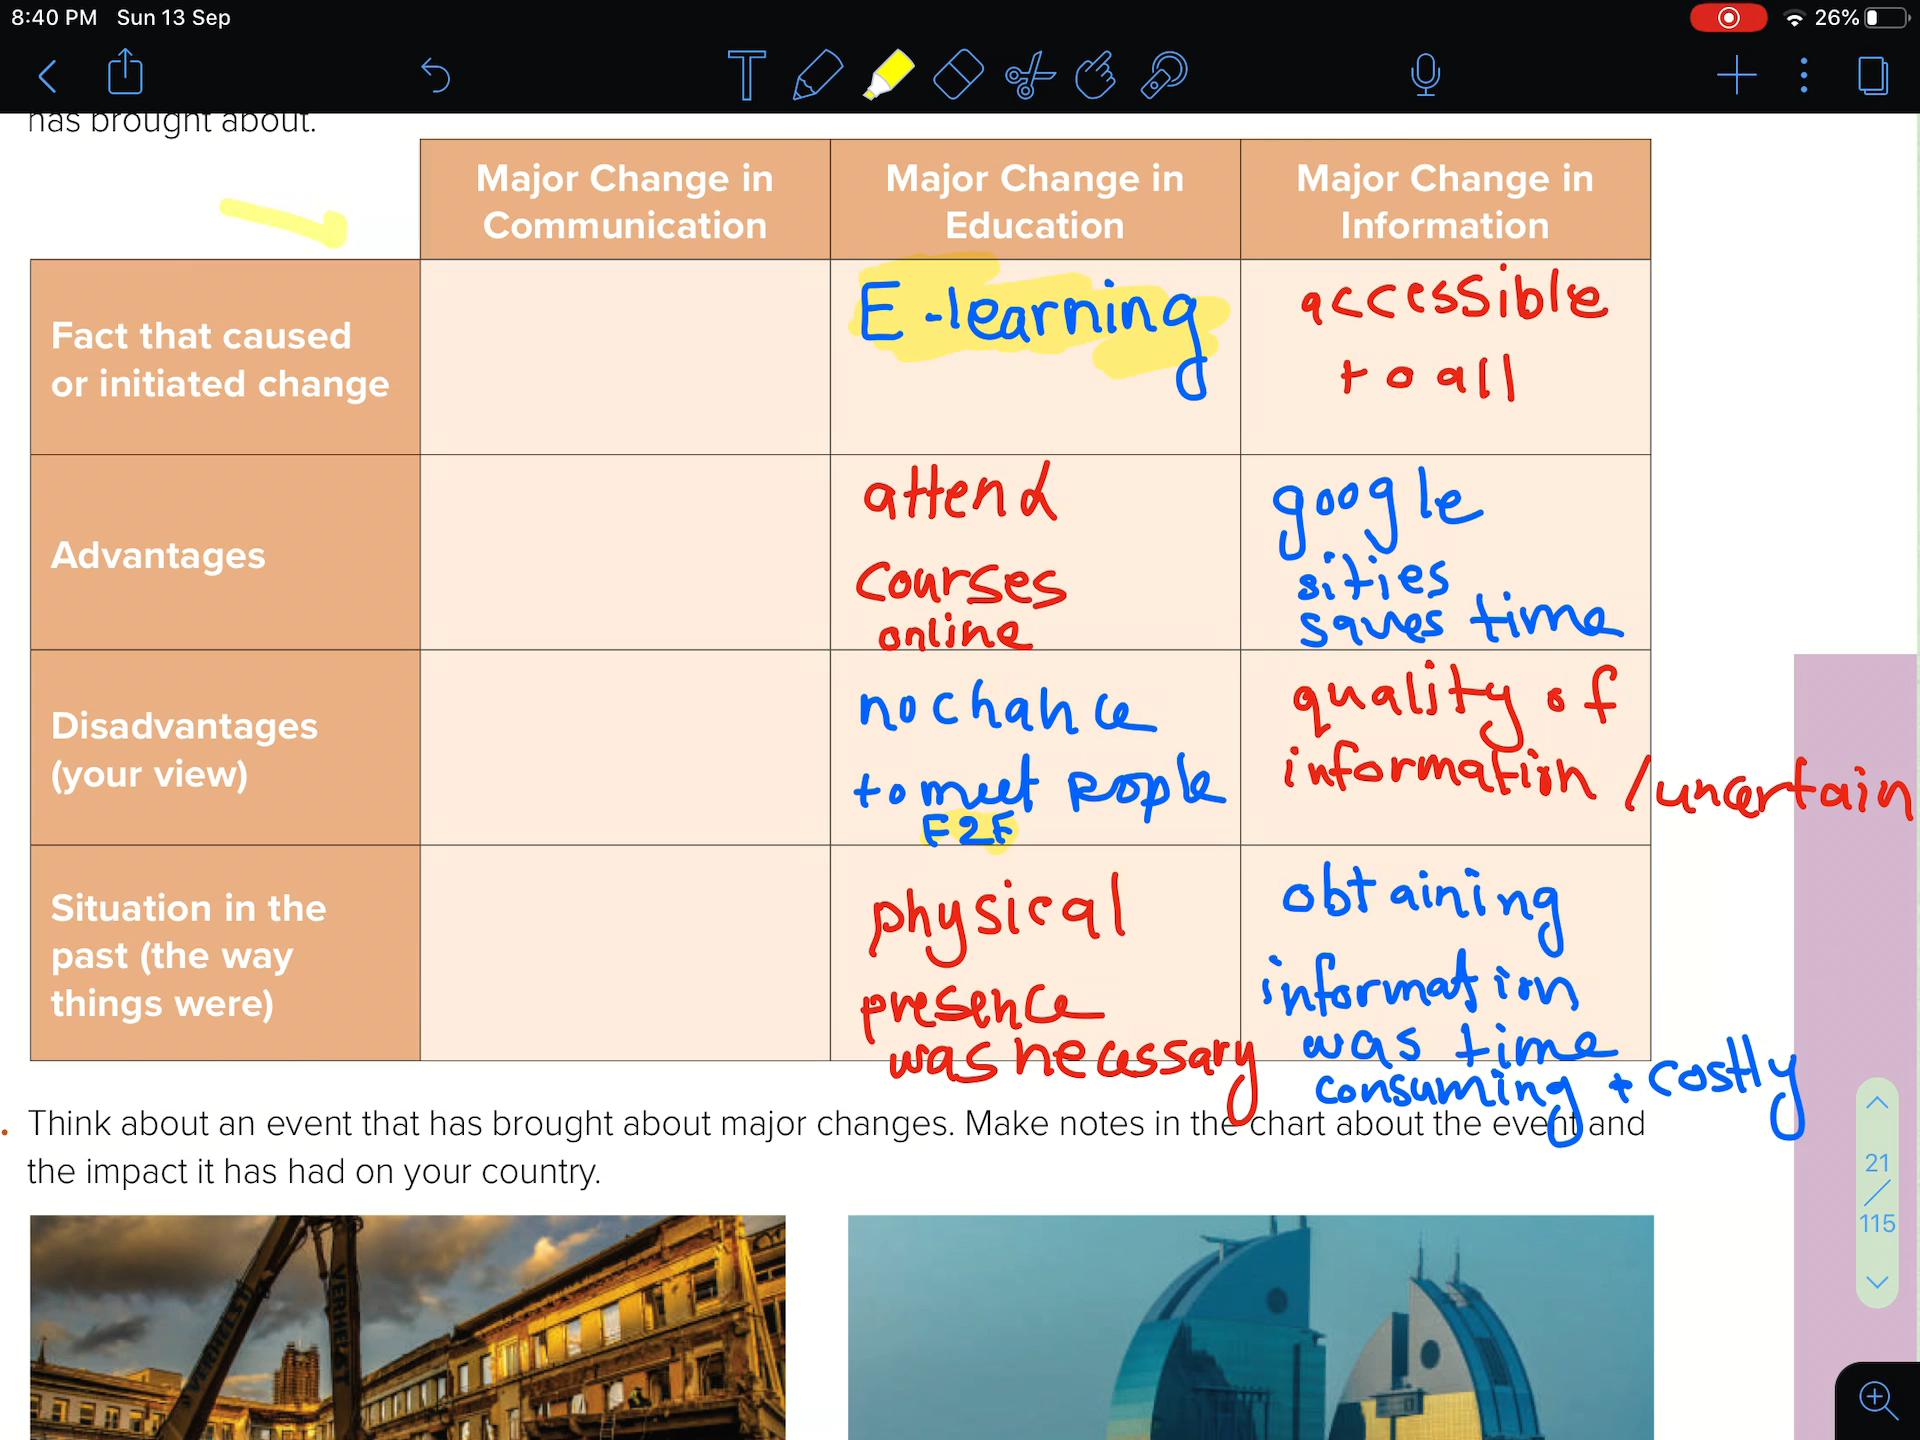 8:40 PM Sun 13 Sep
26%
has brought about.
Major Change in
Communication
Major Change in
Education
Major Change in
Information
Fact that caused
or initiated change
E-learning
accessible
to all
Advantages
attend
courses
online
google
sities
saves time
Disadvantages
(your view)
no chance
to meet people
F2F
quality of
information / uncertain
Situation in the
past (the way
things were)
physical
presence
was necessary
obtaining
information
was time
consuming + costly
. Think about an event that has brought about major changes. Make notes in the chart about the event and
the impact it has had on your country.
21
/
115